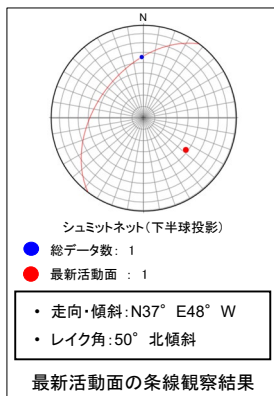 N
シュミットネット(下半球投影)
総データ数: 1
最新活動面 : 1
• 走向・傾斜:N37° E48° W
• レイク角:50° 北傾斜
最新活動面の条線観察結果